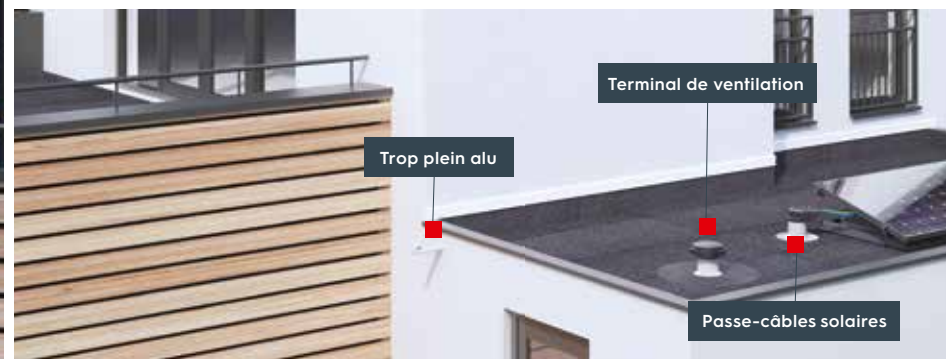 Terminal de ventilation
Trop plein alu
Passe-câbles solaires